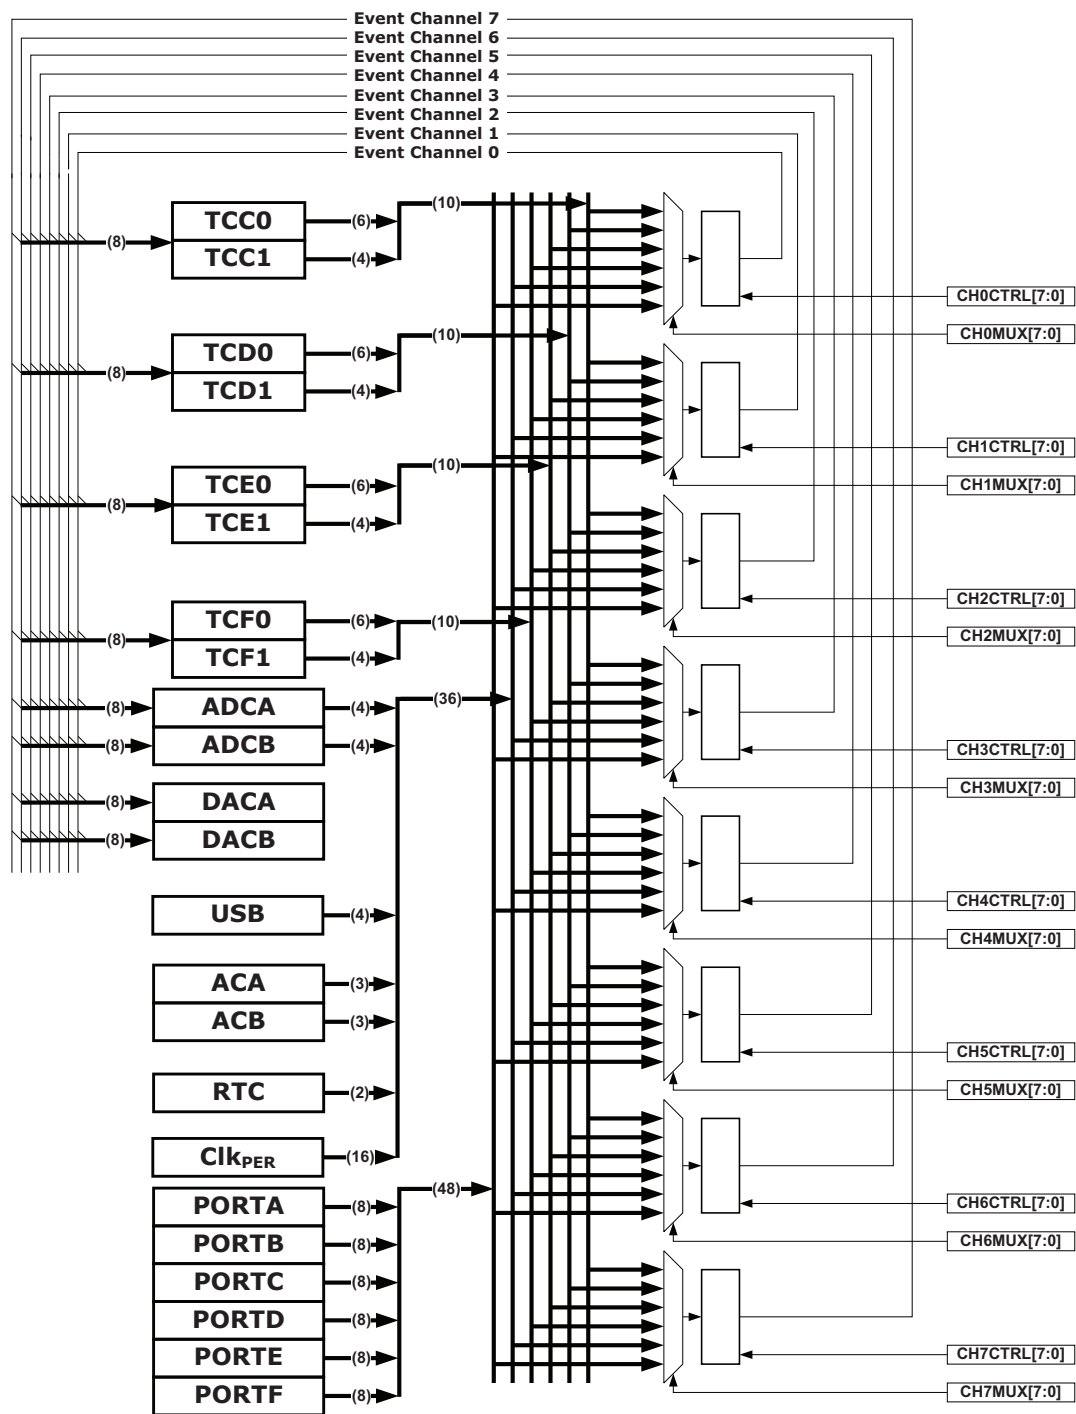 Event Channel 7
Event Channel 6
Event Channel 5
Event Channel 4
Event Channel 3
Event Channel 2
Event Channel 1
Event Channel 0
(10)
TCC0 (6)
(8)
TCC1 (4)
CH0CTRL[7:0]
CH0MUX[7:0]
(10)
TCD0 (6)
(8)
TCD1 (4)
CH1CTRL[7:0]
(10)
TCE0 (6)
CH1MUX[7:0]
(8)
TCE1 (4)
CH2CTRL[7:0]
TCF0 (6) (10)
(8) CH2MUX[7:0]
TCF1 (4)
(36)
(8) ADCA (4)
(8) ADCB (4)
CH3CTRL[7:0]
CH3MUX[7:0]
(8) DACA
(8) DACB
CH4CTRL[7:0]
USB (4)
CH4MUX[7:0]
ACA (3)
ACB (3)
CH5CTRL[7:0]
RTC (2)
CH5MUX[7:0]
ClkPER (16)
(48)
PORTA (8)
CH6CTRL[7:0]
PORTB (8)
CH6MUX[7:0]
PORTC (8)
PORTD (8)
PORTE (8)
CH7CTRL[7:0]
PORTF (8)
CH7MUX[7:0]